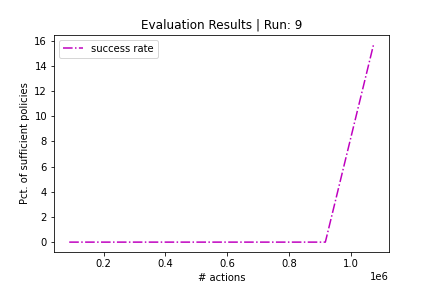 Evaluation Results | Run: 9
success rate
Pct. of sufficient policies
16
14
12
10
8
6
4
2
0
0.2 0.4 0.6 0.8 1.0
1e6
# actions